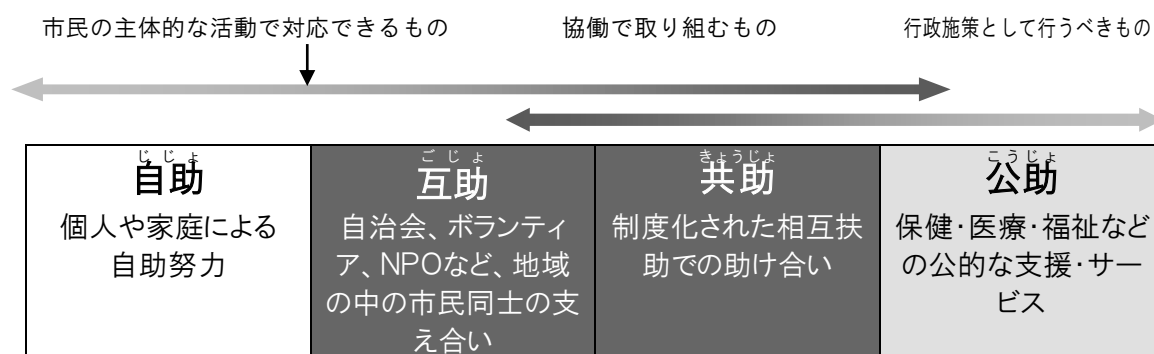 市民の主体的な活動で対応できるもの
協働で取り組むもの
行政施策として行うべきもの
じじょ
自助
個人や家庭による
自助努力
ごじょ
互助
自治会、ボランティ
ア、NPOなど、地域
の中の市民同士の支
え合い
きょうじょ
共助
制度化された相互扶
助での助け合い
こうじょ
公助
保健・医療・福祉など
の公的な支援・サー
ビス